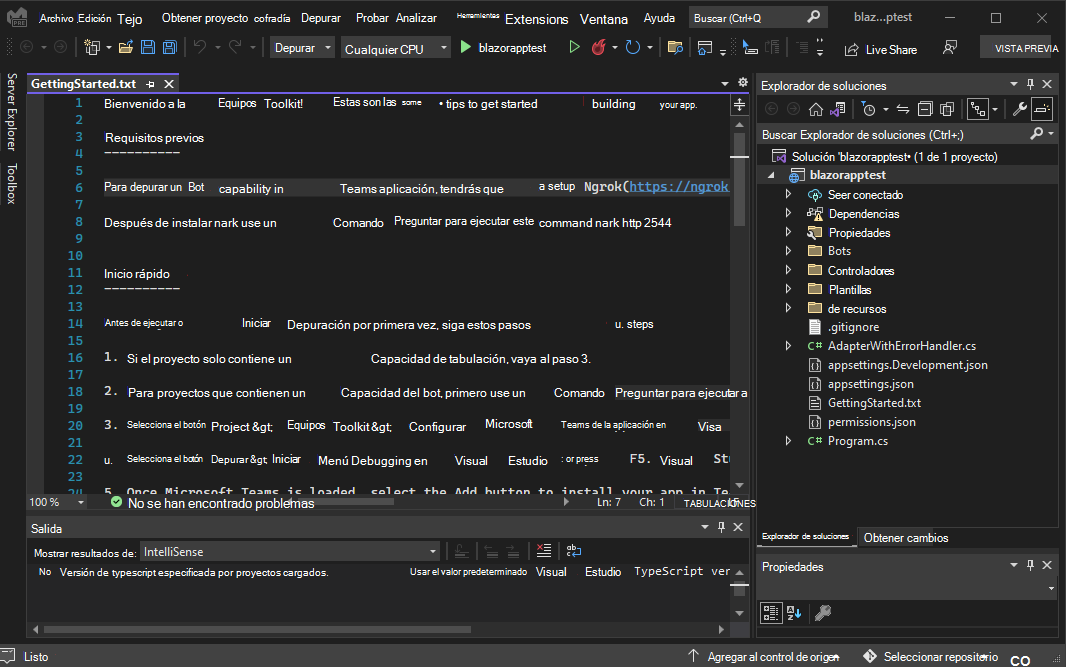 Archivo Edición Tejo Obtener proyecto cofradía Depurar Probar Analizar Herramientas Extensions Ventana Ayuda Buscar (Ctrl+Q blaz...ptest
Depurar Cualquier CPU blazorapptest Live Share VISTA PREVIA
Server Explorer
Toolbox
GettingStarted.txt
1 Bienvenido a la Equipos Toolkit! Estas son las some • tips to get started building your app.
2
3 Requisitos previos
4 ----------
5
6 Para depurar un Bot capability in Teams aplicación, tendrás que a setup Ngrok(https://ngrok
7
8 Después de instalar nark use un Comando Preguntar para ejecutar este command nark http 2544
9
10
11 Inicio rápido
12 ----------
13
14 Antes de ejecutar o Iniciar Depuración por primera vez, siga estos pasos u. steps
15
16 1. Si el proyecto solo contiene un Capacidad de tabulación, vaya al paso 3.
17
18 2. Para proyectos que contienen un Capacidad del bot, primero use un Comando Preguntar para ejecutar a
19
20 3. Selecciona el botón Project &gt; Equipos Toolkit&gt; Configurar Microsoft Teams de la aplicación en Visa
21
22 u. Selecciona el botón Depurar &gt; Iniciar Menú Debugging en Visual Estudio : or press F5. Visual St
23
24 5. Once Microsoft Teams is loaded, select the Add button to install your app in Te
100 % No se han encontrado problemas Ln: 7 Ch: 1 TABULACIONES
Salida
Mostrar resultados de: IntelliSense
No Versión de typescript especificada por proyectos cargados. Usar el valor predeterminado Visual Estudio TypeScript ver
Explorador de soluciones
Buscar Explorador de soluciones (Ctrl+;)
Solución 'blazorapptest• (1 de 1 proyecto)
blazorapptest
Seer conectado
Dependencias
Propiedades
Bots
Controladores
Plantillas
de recursos
.gitignore
AdapterWithErrorHandler.cs
appsettings.Development.json
appsettings.json
GettingStarted.txt
permissions.json
C# Program.cs
Explorador de soluciones Obtener cambios
Propiedades
Listo Agregar al control de origen Seleccionar repositorio CO